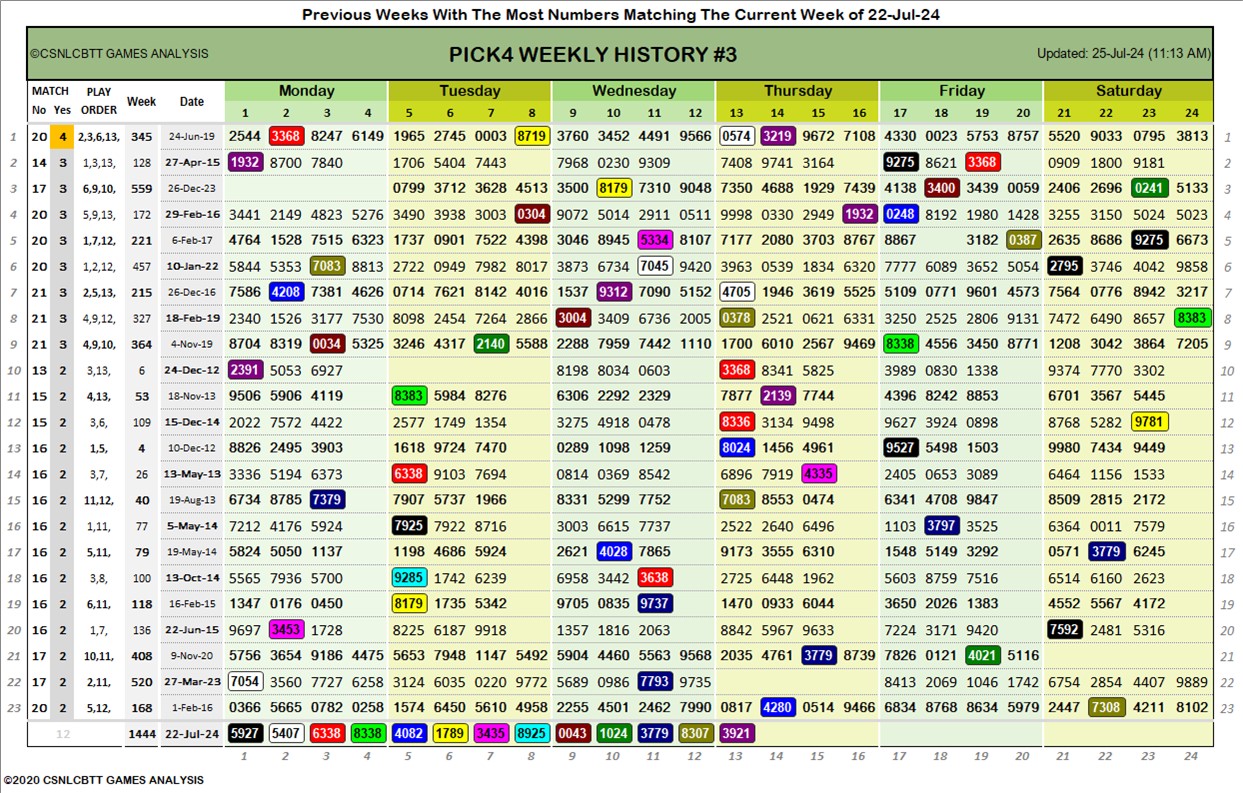 Previous Weeks With The Most Numbers Matching The Current Week of 22-Jul-24
©CSNLCBTT GAMES ANALYSIS PICK4 WEEKLY HISTORY #3 Updated: 25-Jul-24 (11:13 AM)
MATCH PLAY Week Date Monday Tuesday Wednesday Thursday Friday Saturday
No Yes ORDER 1 2 3 4 5 6 7 8 9 10 11 12 13 14 15 16 17 18 19 20 21 22 23 24
1 20 4 2,3,6,13, 345 24-Jun-19 2544 3368 8247 6149 1965 2745 0003 8719 3760 3452 4491 9566 0574 3219 9672 7108 4330 0023 5753 8757 5520 9033 0795 3813 1
2 14 3 1,3,13, 128 27-Apr-15 1932 8700 7840 1706 5404 7443 7968 0230 9309 7408 9741 3164 9275 8621 3368 0909 1800 9181 2
3 17 3 6,9,10, 559 26-Dec-23 0799 3712 3628 4513 3500 8179 7310 9048 7350 4688 1929 7439 4138 3400 3439 0059 2406 2696 0241 5133 3
4 20 3 5,9,13, 172 29-Feb-16 3441 2149 4823 5276 3490 3938 3003 0304 9072 5014 2911 0511 9998 0330 2949 1932 0248 8192 1980 1428 3255 3150 5024 5023 4
5 20 3 1,7,12, 221 6-Feb-17 4764 1528 7515 6323 1737 0901 7522 4398 3046 8945 5334 8107 7177 2080 3703 8767 8867 3182 0387 2635 8686 9275 6673 5
6 20 3 1,2,12, 457 10-Jan-22 5844 5353 7083 8813 2722 0949 7982 8017 3873 6734 7045 9420 3963 0539 1834 6320 7777 6089 3652 5054 2795 3746 4042 9858 6
7 21 3 2,5,13, 215 26-Dec-16 7586 4208 7381 4626 0714 7621 8142 4016 1537 9312 7090 5152 4705 1946 3619 5525 5109 0771 9601 4573 7564 0776 8942 3217 7
8 21 3 4,9,12, 327 18-Feb-19 2340 1526 3177 7530 8098 2454 7264 2866 3004 3409 6736 2005 0378 2521 0621 6331 3250 2525 2806 9131 7472 6490 8657 8383 8
9 21 3 4,9,10, 364 4-Nov-19 8704 8319 0034 5325 3246 4317 2140 5588 2288 7959 7442 1110 1700 6010 2567 9469 8338 4556 3450 8771 1208 3042 3864 7205 9
10 13 2 3,13, 6 24-Dec-12 2391 5053 6927 8198 8034 0603 3368 8341 5825 3989 0830 1338 9374 7770 3302 10
11 15 2 4,13, 53 18-Nov-13 9506 5906 4119 8383 5984 8276 6306 2292 2329 7877 2139 7744 4396 8242 8853 6701 3567 5445 11
12 15 2 3,6, 109 15-Dec-14 2022 7572 4422 2577 1749 1354 3275 4918 0478 8336 3134 9498 9627 3924 0898 8768 5282 9781 12
13 16 2 1,5, 4 10-Dec-12 8826 2495 3903 1618 9724 7470 0289 1098 1259 8024 1456 4961 9527 5498 1503 9980 7434 9449 13
14 16 2 3,7, 26 13-May-13 3336 5194 6373 6338 9103 7694 0814 0369 8542 6896 7919 4335 2405 0653 3089 6464 1156 1533 14
15 16 2 11,12, 40 19-Aug-13 6734 8785 7379 7907 5737 1966 8331 5299 7752 7083 8553 0474 6341 4708 9847 8509 2815 2172 15
16 16 2 1,11, 77 5-May-14 7212 4176 5924 7925 7922 8716 3003 6615 7737 2522 2640 6496 1103 3797 3525 6364 0011 7579 16
17 16 2 5,11, 79 19-May-14 5824 5050 1137 1198 4686 5924 2621 4028 7865 9173 3555 6310 1548 5149 3292 0571 3779 6245 17
18 16 2 3,8, 100 13-Oct-14 5565 7936 5700 9285 1742 6239 6958 3442 3638 2725 6448 1962 5603 8759 7516 6514 6160 2623 18
19 16 2 6,11, 118 16-Feb-15 1347 0176 0450 8179 1735 5342 9705 0835 9737 1470 0933 6044 3650 2026 1383 4552 5567 4172 19
20 16 2 1,7, 136 22-Jun-15 9697 3453 1728 8225 6187 9918 1357 1816 2063 8842 5967 9633 7224 3171 9420 7592 2481 5316 20
21 17 2 10,11, 408 9-Nov-20 5756 3654 9186 4475 5653 7948 1147 5492 5904 4460 5563 9568 2035 4761 3779 8739 7826 0121 4021 5116 21
22 17 2 2,11, 520 27-Mar-23 7054 3560 7727 6258 3124 6035 0220 9772 5689 0986 7793 9735 8413 2069 1046 1742 6754 2854 4407 9889 22
23 20 2 5,12, 168 1-Feb-16 0366 5665 0782 0258 1574 6450 5610 4958 2255 4501 2462 7990 0817 4280 0514 9466 6834 8768 8634 5979 2447 7308 4211 8102 23
12 1444 22-Jul-24 5927 5407 6338 8338 4082 1789 3435 8925 0043 1024 3779 8307 3921
1 2 3 4 5 6 7 8 9 10 11 12 13 14 15 16 17 18 19 20 21 22 23 24
©2020 CSNLCBTT GAMES ANALYSIS